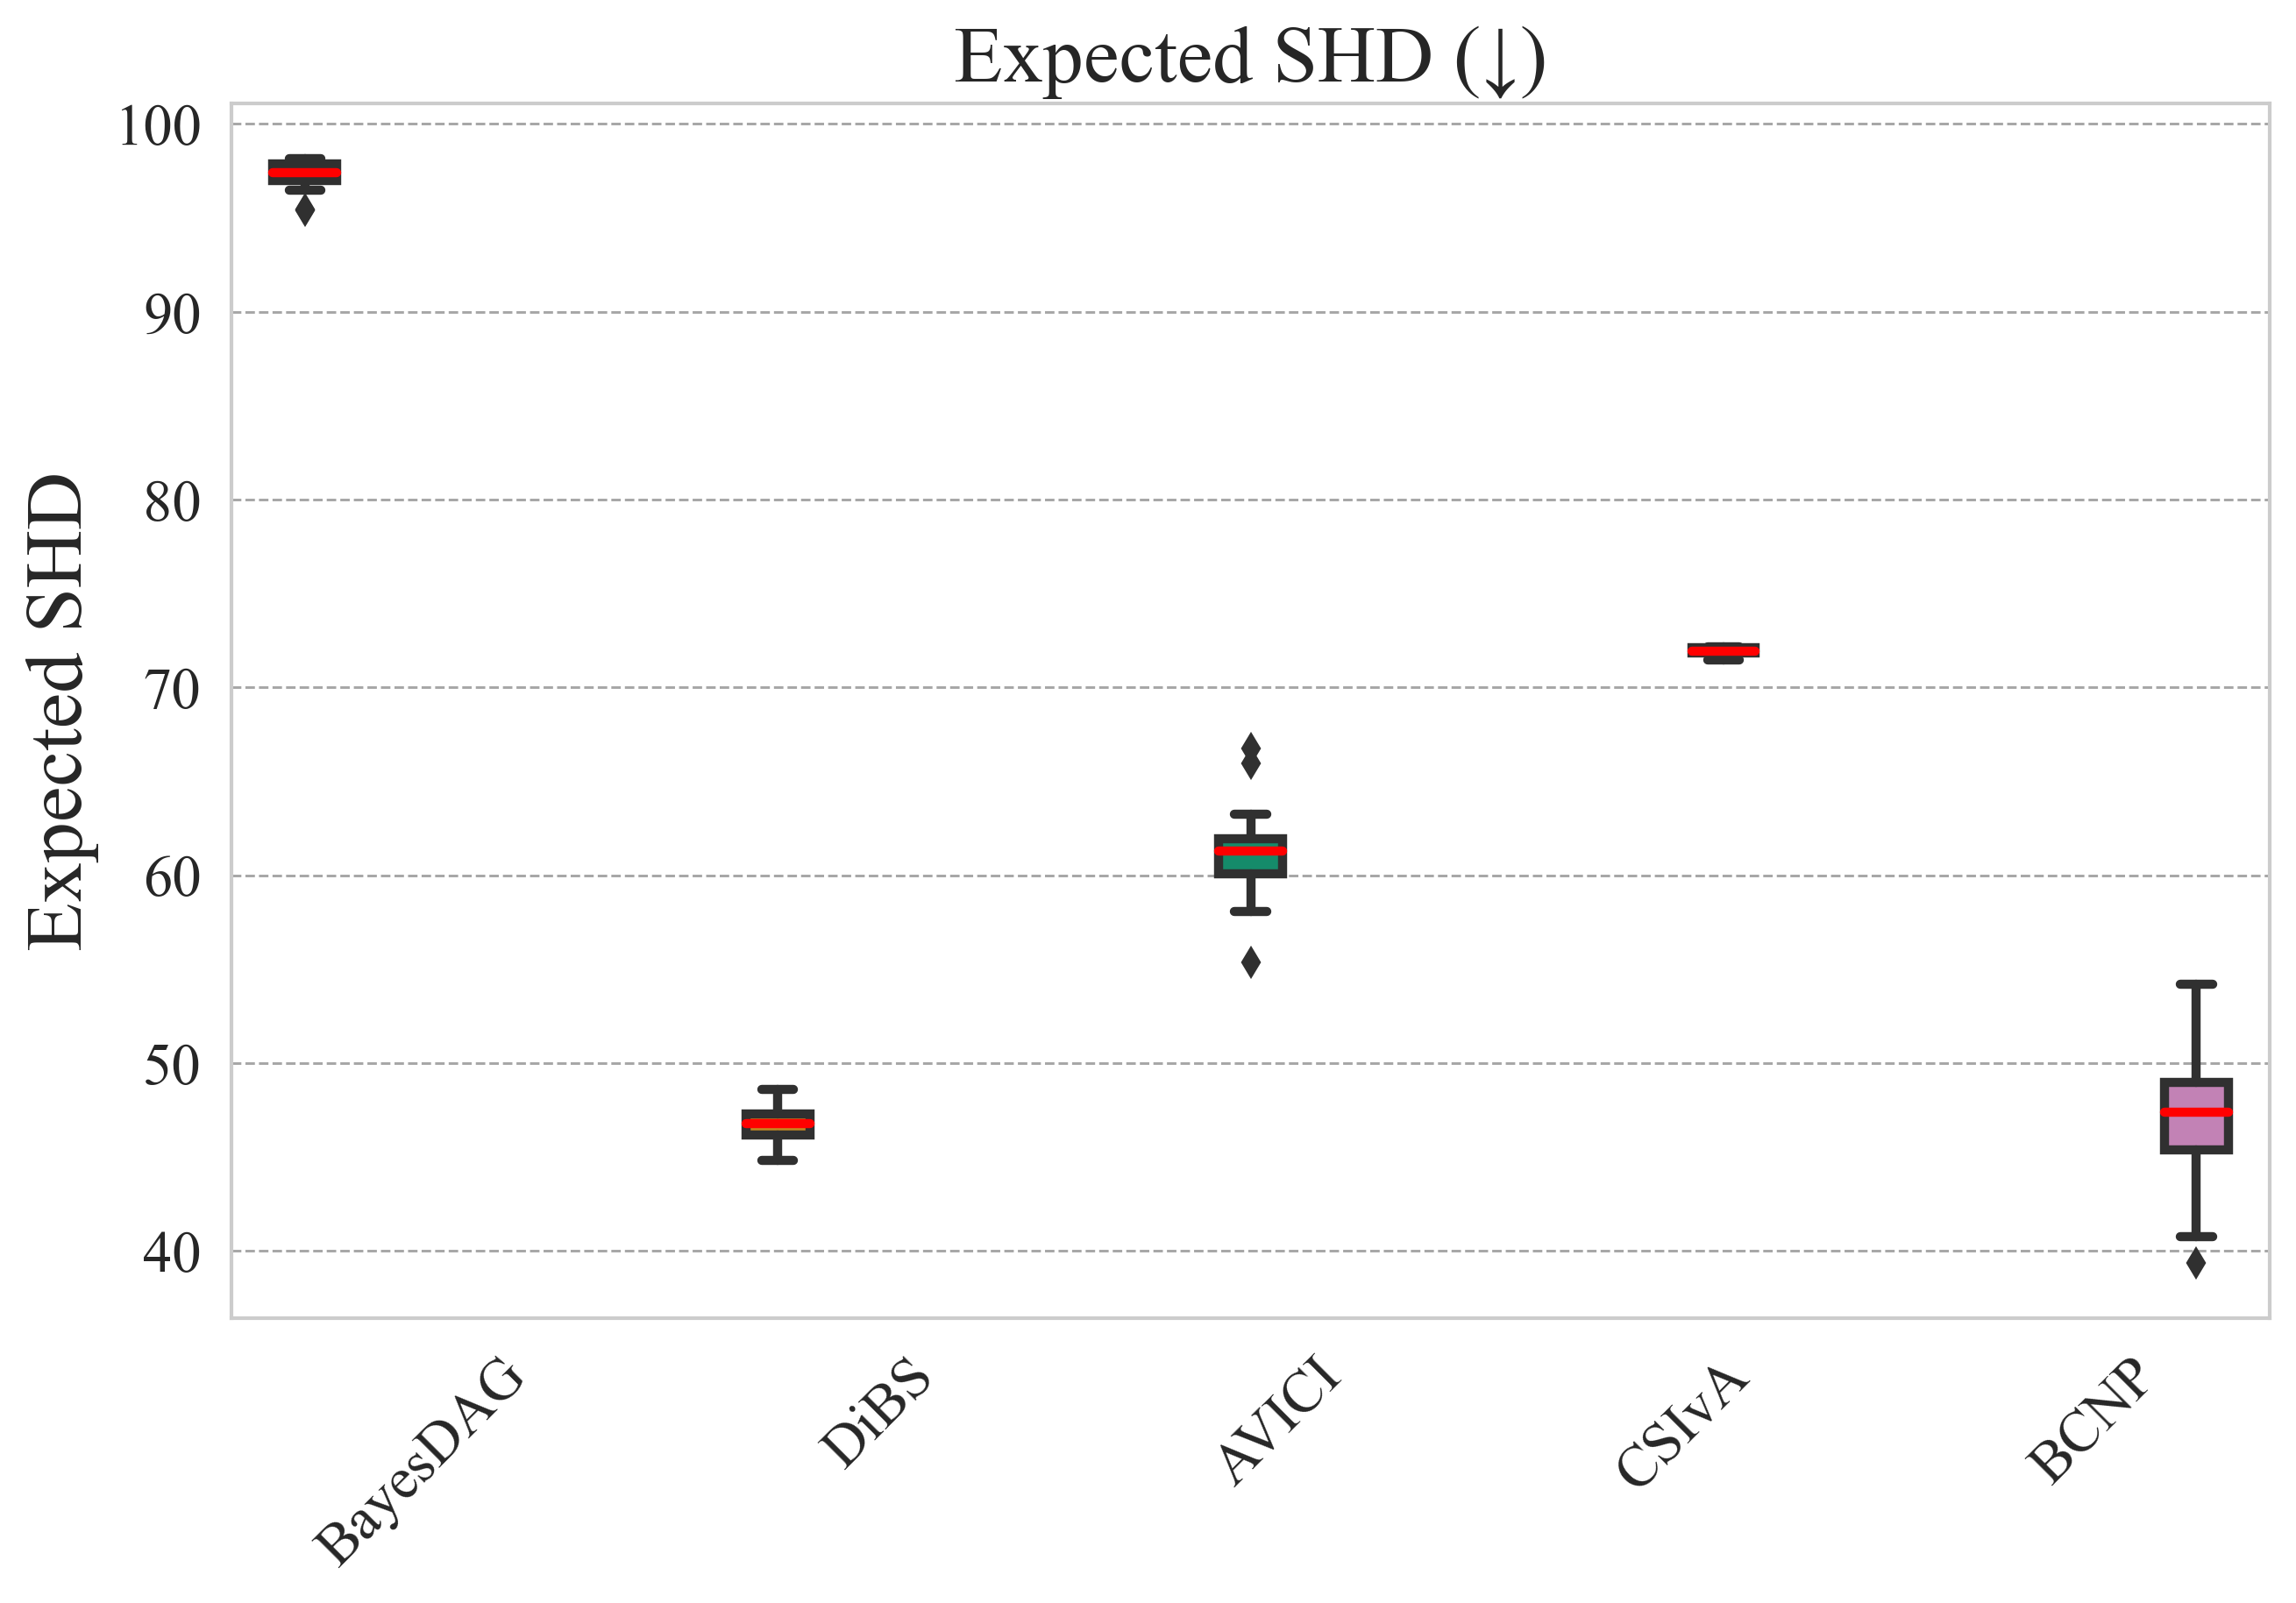 Expected SHD (↓)
Expected SHD
100
90
80
70
60
50
40
BayesDAG
DiBS
AVICI
CSIvA
BCNP